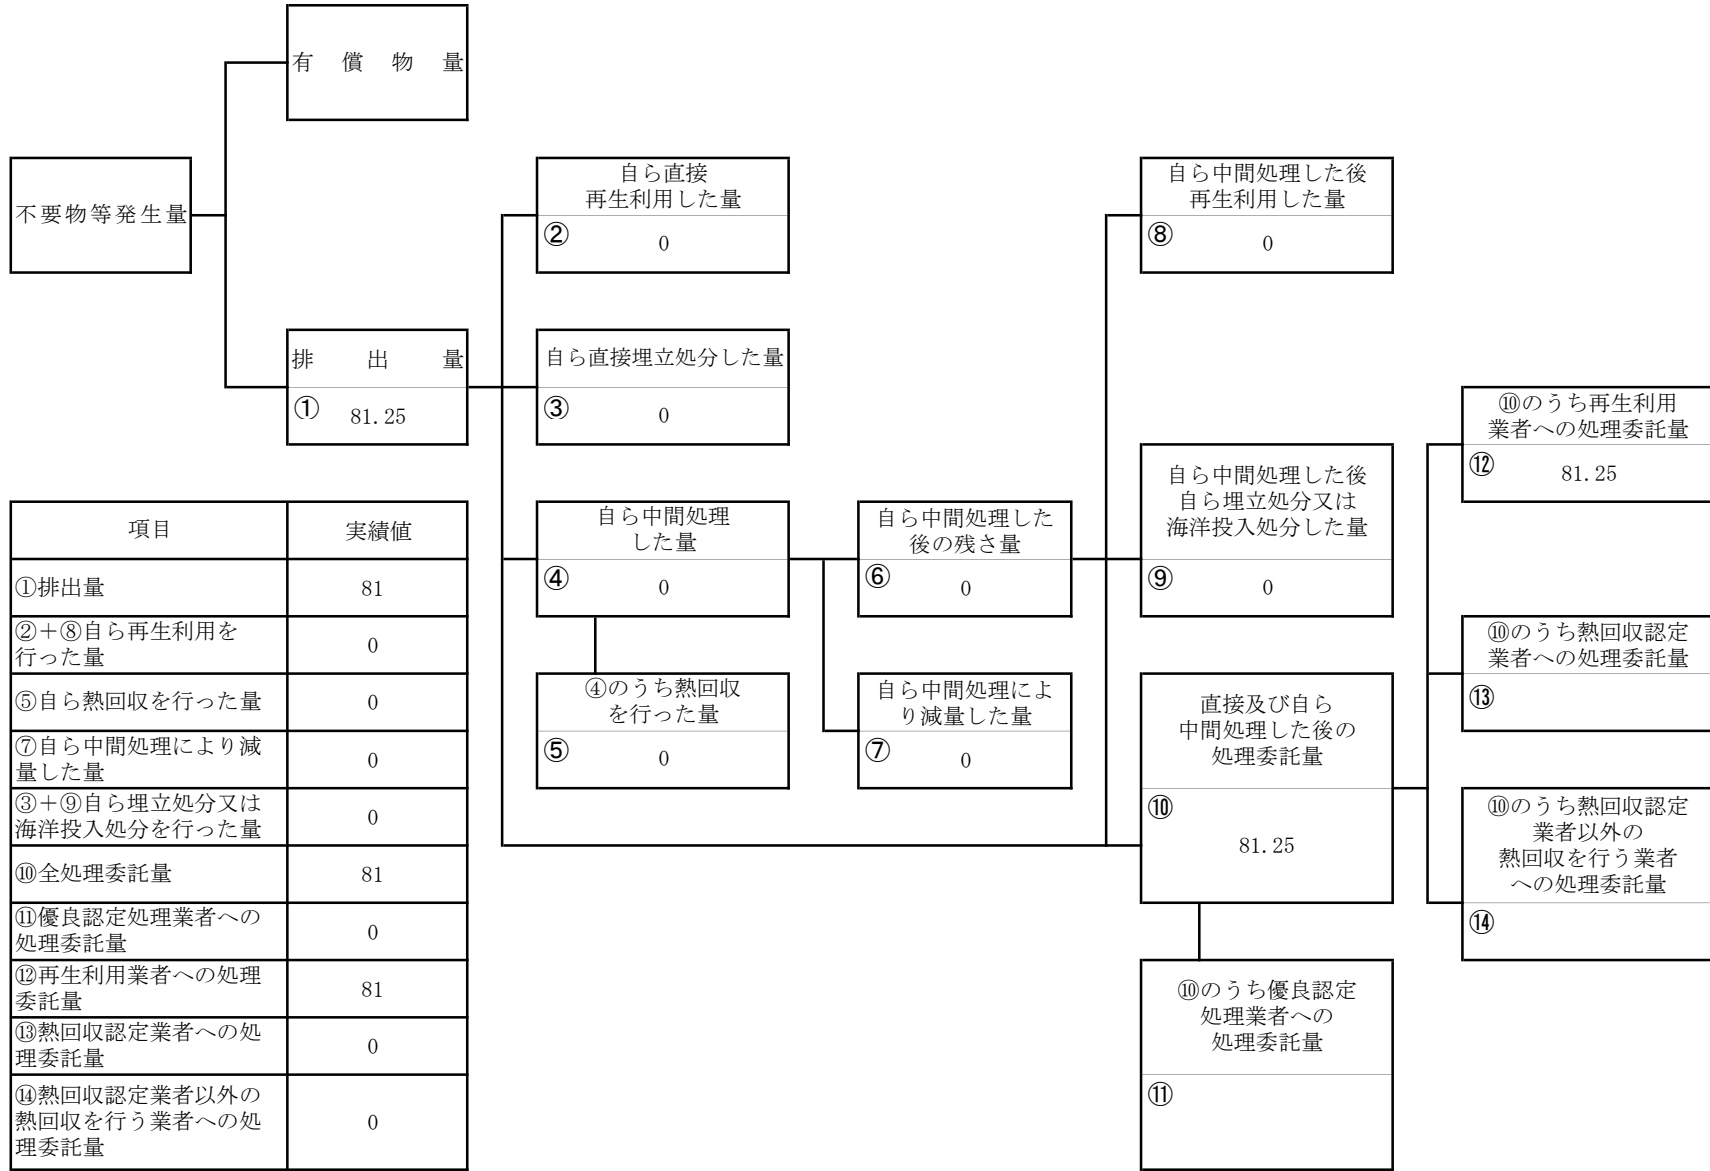 有償物量
不要物等発生量
排出量
① 81.25
自ら直接
再生利用した量
② 0
自ら直接埋立処分した量
③ 0
自ら中間処理
した量
④ 0
④のうち熱回収
を行った量
⑤ 0
自ら中間処理した
後の残さ量
⑥ 0
自ら中間処理によ
り減量した量
⑦ 0
自ら中間処理した後
再生利用した量
⑧ 0
自ら中間処理した後
自ら埋立処分又は
海洋投入処分した量
⑨ 0
直接及び自ら
中間処理した後の
処理委託量
⑩
81.25
⑩のうち優良認定
処理業者への
処理委託量
⑪
⑩のうち再生利用
業者への処理委託量
⑫ 81.25
⑩のうち熱回収認定
業者への処理委託量
⑬
⑩のうち熱回収認定
業者以外の
熱回収を行う業者
への処理委託量
⑭
項目 実績値
①排出量 81
②＋⑧自ら再生利用を
行った量 0
⑤自ら熱回収を行った量 0
⑦自ら中間処理により減
量した量 0
③＋⑨自ら埋立処分又は
海洋投入処分を行った量 0
⑩全処理委託量 81
⑪優良認定処理業者への
処理委託量 0
⑫再生利用業者への処理
委託量 81
⑬熱回収認定業者への処
理委託量 0
⑭熱回収認定業者以外の
熱回収を行う業者への処
理委託量 0